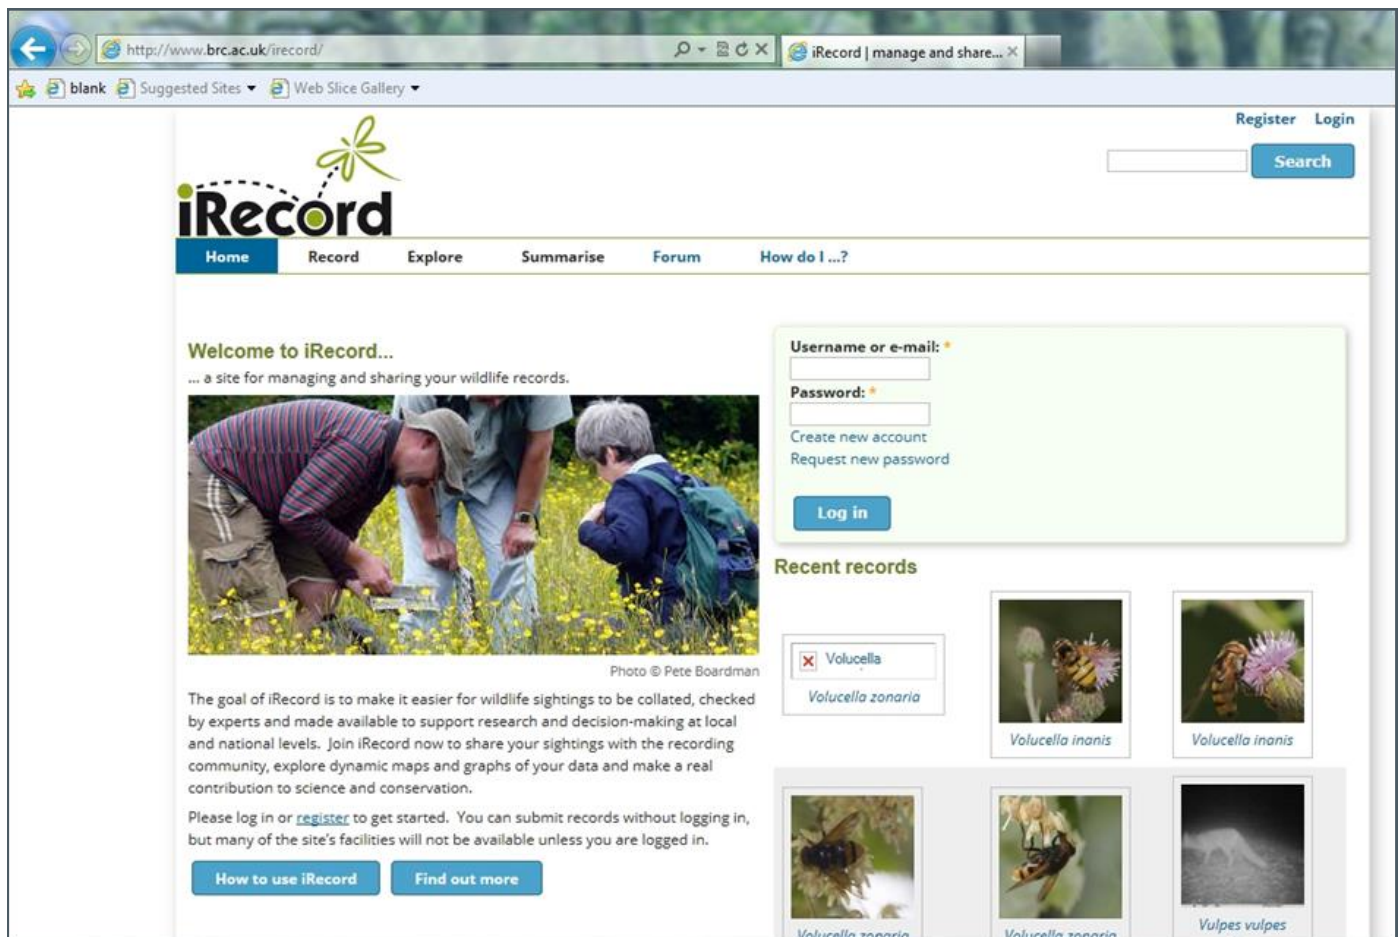 http://www.brc.ac.uk/irecord/
iRecord | manage and share...
blank Suggested Sites Web Slice Gallery
Register Login
Search
iRecord
Home Record Explore Summarise Forum How do I ...?
Welcome to iRecord...
... a site for managing and sharing your wildlife records.
Photo © Pete Boardman
The goal of iRecord is to make it easier for wildlife sightings to be collated, checked
by experts and made available to support research and decision-making at local
and national levels. Join iRecord now to share your sightings with the recording
community, explore dynamic maps and graphs of your data and make a real
contribution to science and conservation.
Please log in or register to get started. You can submit records without logging in,
but many of the site's facilities will not be available unless you are logged in.
How to use iRecord Find out more
Username or e-mail: *
Password: *
Create new account
Request new password
Log in
Recent records
Volucella
Volucella zonaria
Volucella inanis
Volucella inanis
Volucella zonaria
Volucella zonaria
Vulpes vulpes